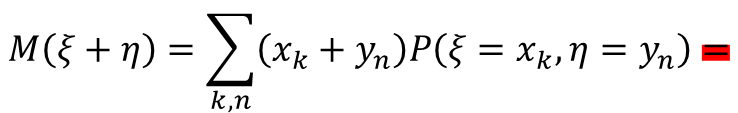 M(ξ + η) = ∑_{k,n}(x_k + y_n)P(ξ = x_k, η = y_n) =